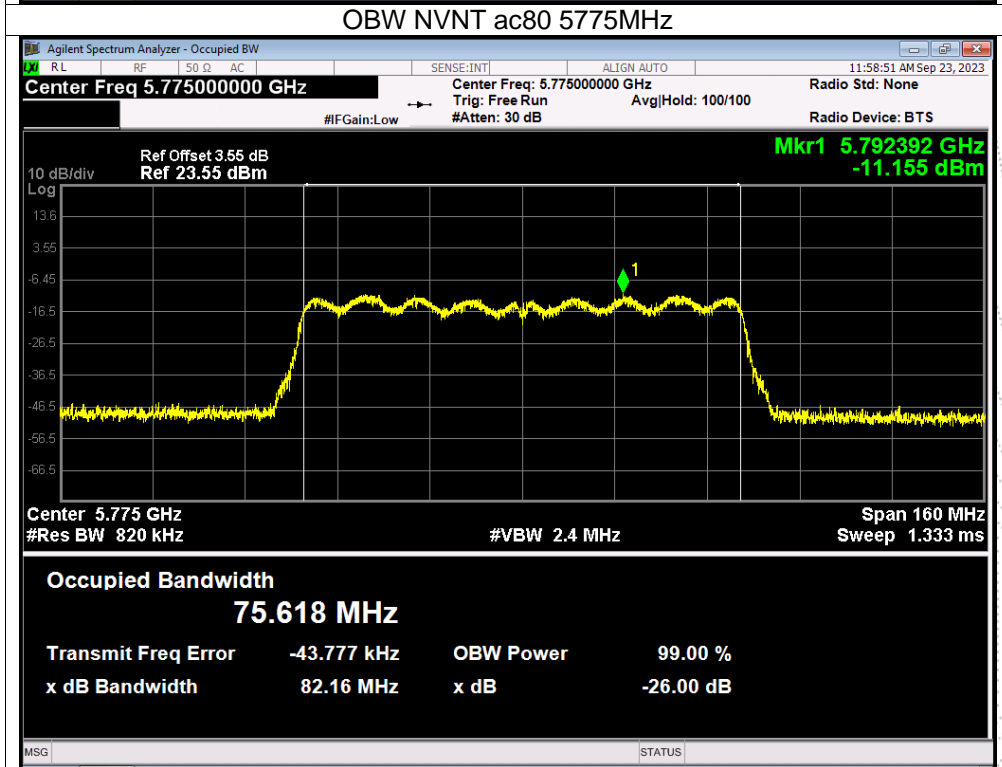 OBW NVNT ac80 5775MHz
Agilent Spectrum Analyzer - Occupied BW
LXI RL RF 50 Ω AC SENSE:INT ALIGN AUTO 11:58:51 AM Sep 23, 2023
Center Freq 5.775000000 GHz Center Freq: 5.775000000 GHz Radio Std: None
Trig: Free Run Avg|Hold: 100/100
#IFGain:Low #Atten: 30 dB Radio Device: BTS
Mkr1 5.792392 GHz
-11.155 dBm
Ref Offset 3.55 dB
10 dB/div Ref 23.55 dBm
Log
13.6
3.55
1
-6.45
-16.5
-26.5
-36.5
-46.5
-56.5
-66.5
Center 5.775 GHz Span 160 MHz
#Res BW 820 kHz #VBW 2.4 MHz Sweep 1.333 ms
Occupied Bandwidth
75.618 MHz
Transmit Freq Error -43.777 kHz OBW Power 99.00 %
x dB Bandwidth 82.16 MHz x dB -26.00 dB
MSG STATUS